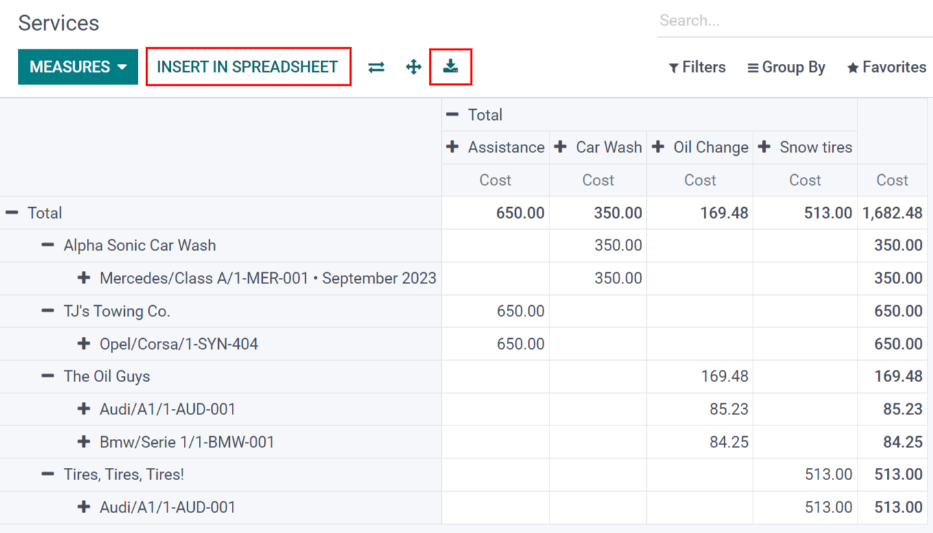 Services
Search...
MEASURES INSERT IN SPREADSHEET Filters Group By Favorites
Total
Assistance Car Wash Oil Change Snow tires
Cost Cost Cost Cost Cost
Total 650.00 350.00 169.48 513.00 1,682.48
Alpha Sonic Car Wash 350.00 350.00
Mercedes/Class A/1-MER-001 • September 2023 350.00 350.00
TJ's Towing Co. 650.00 650.00
Opel/Corsa/1-SYN-404 650.00 650.00
The Oil Guys 169.48 169.48
Audi/A1/1-AUD-001 85.23 85.23
Bmw/Serie 1/1-BMW-001 84.25 84.25
Tires, Tires, Tires! 513.00 513.00
Audi/A1/1-AUD-001 513.00 513.00